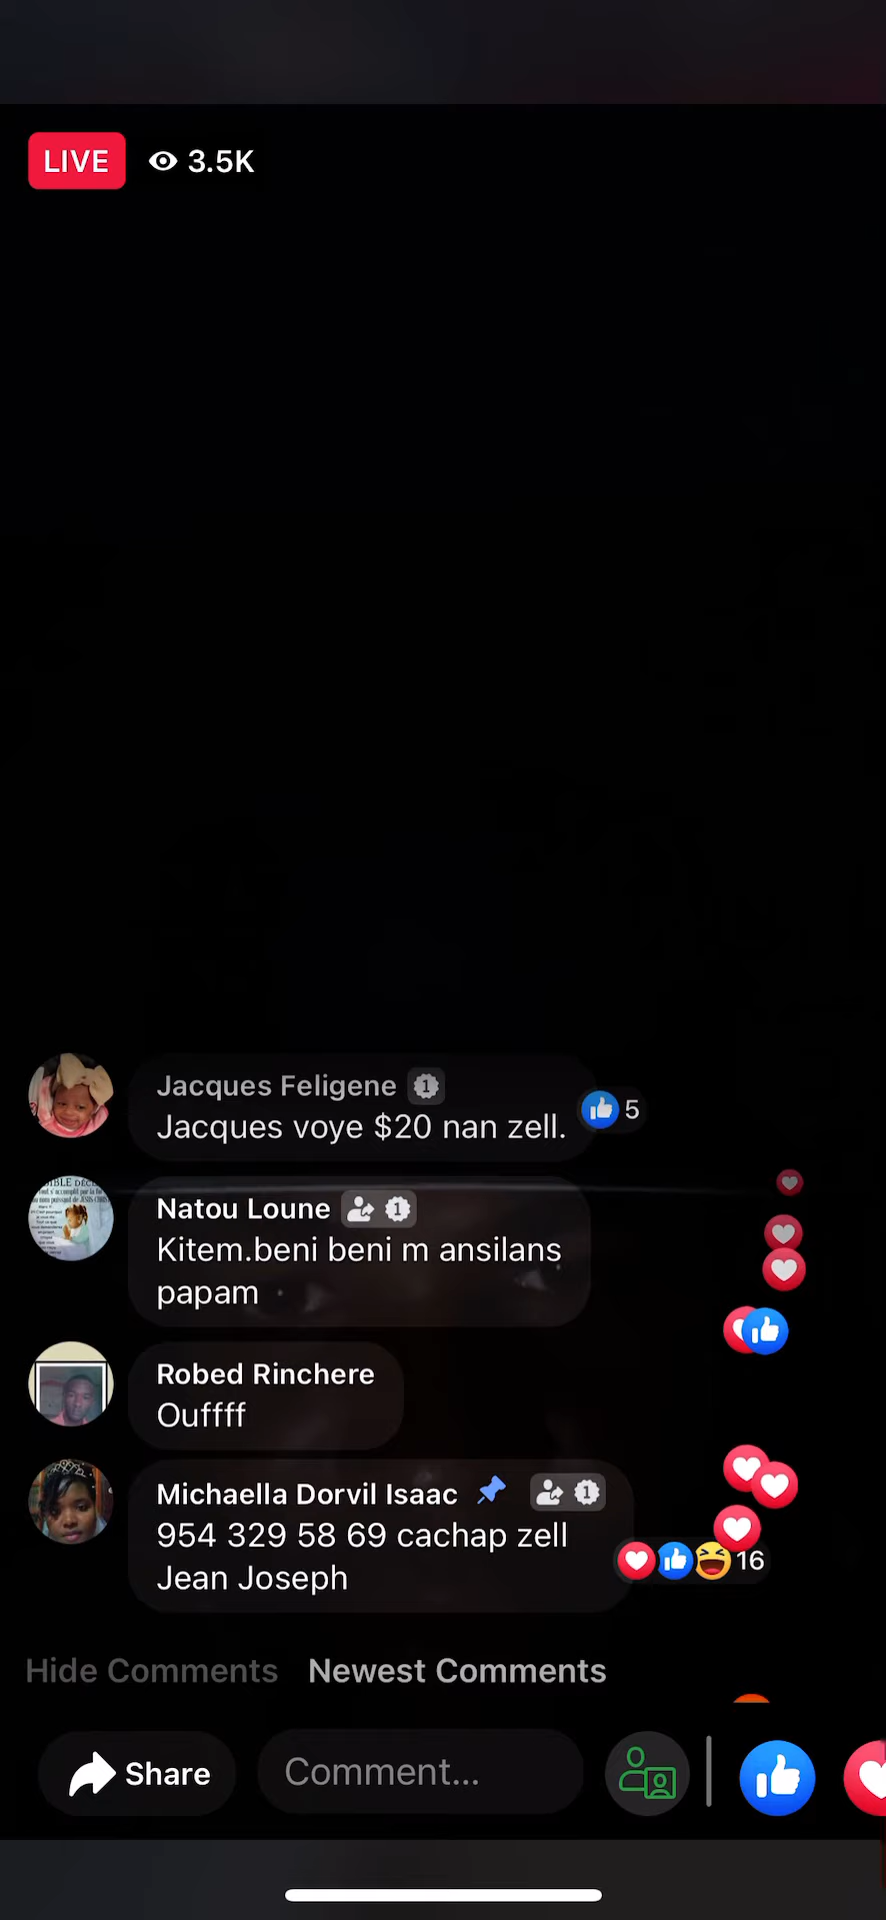 LIVE 3.5K
Jacques Feligene
Jacques voye $20 nan zell.
5
Natou Loune
Kitem.beni beni m ansilans
papam
Robed Rinchere
Ouffff
Michaella Dorvil Isaac
954 329 58 69 cachap zell
Jean Joseph
16
Hide Comments Newest Comments
Share Comment...